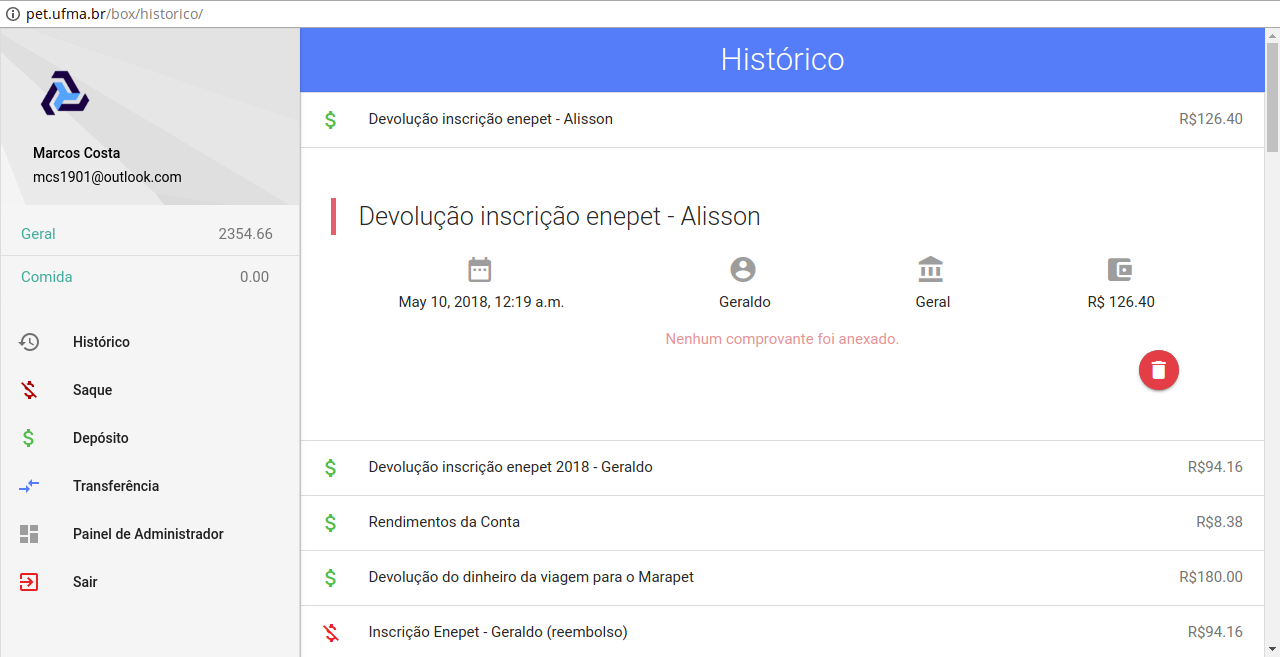 pet.ufma.br/box/historico/
Marcos Costa
mcs1901@outlook.com
Geral 2354.66
Comida 0.00
Histórico
Saque
Depósito
Transferência
Painel de Administrador
Sair
Histórico
Devolução inscrição enepet - Alisson R$126.40
Devolução inscrição enepet - Alisson
May 10, 2018, 12:19 a.m. Geraldo Geral R$ 126.40
Nenhum comprovante foi anexado.
Devolução inscrição enepet 2018 - Geraldo R$94.16
Rendimentos da Conta R$8.38
Devolução do dinheiro da viagem para o Marapet R$180.00
Inscrição Enepet - Geraldo (reembolso) R$94.16